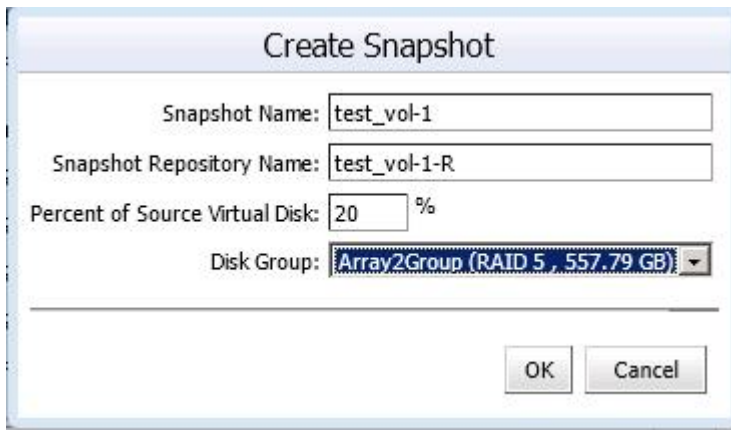 Create Snapshot
Snapshot Name: test_vol-1
Snapshot Repository Name: test_vol-1-R
Percent of Source Virtual Disk: 20 %
Disk Group: Array2Group (RAID 5 , 557.79 GB)
OK Cancel